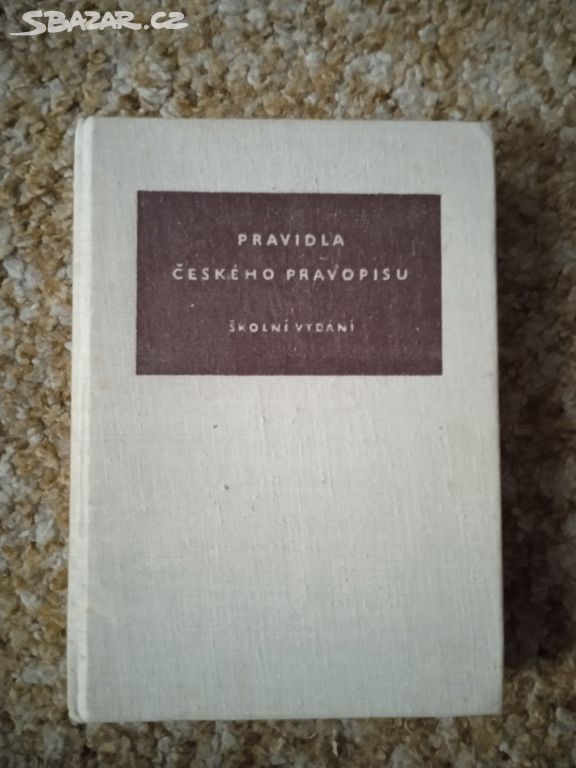 SBAZAR.CZ
PRAVIDLA
ČESKÉHO PRAVOPISU
ŠKOLNÍ VYDÁNÍ